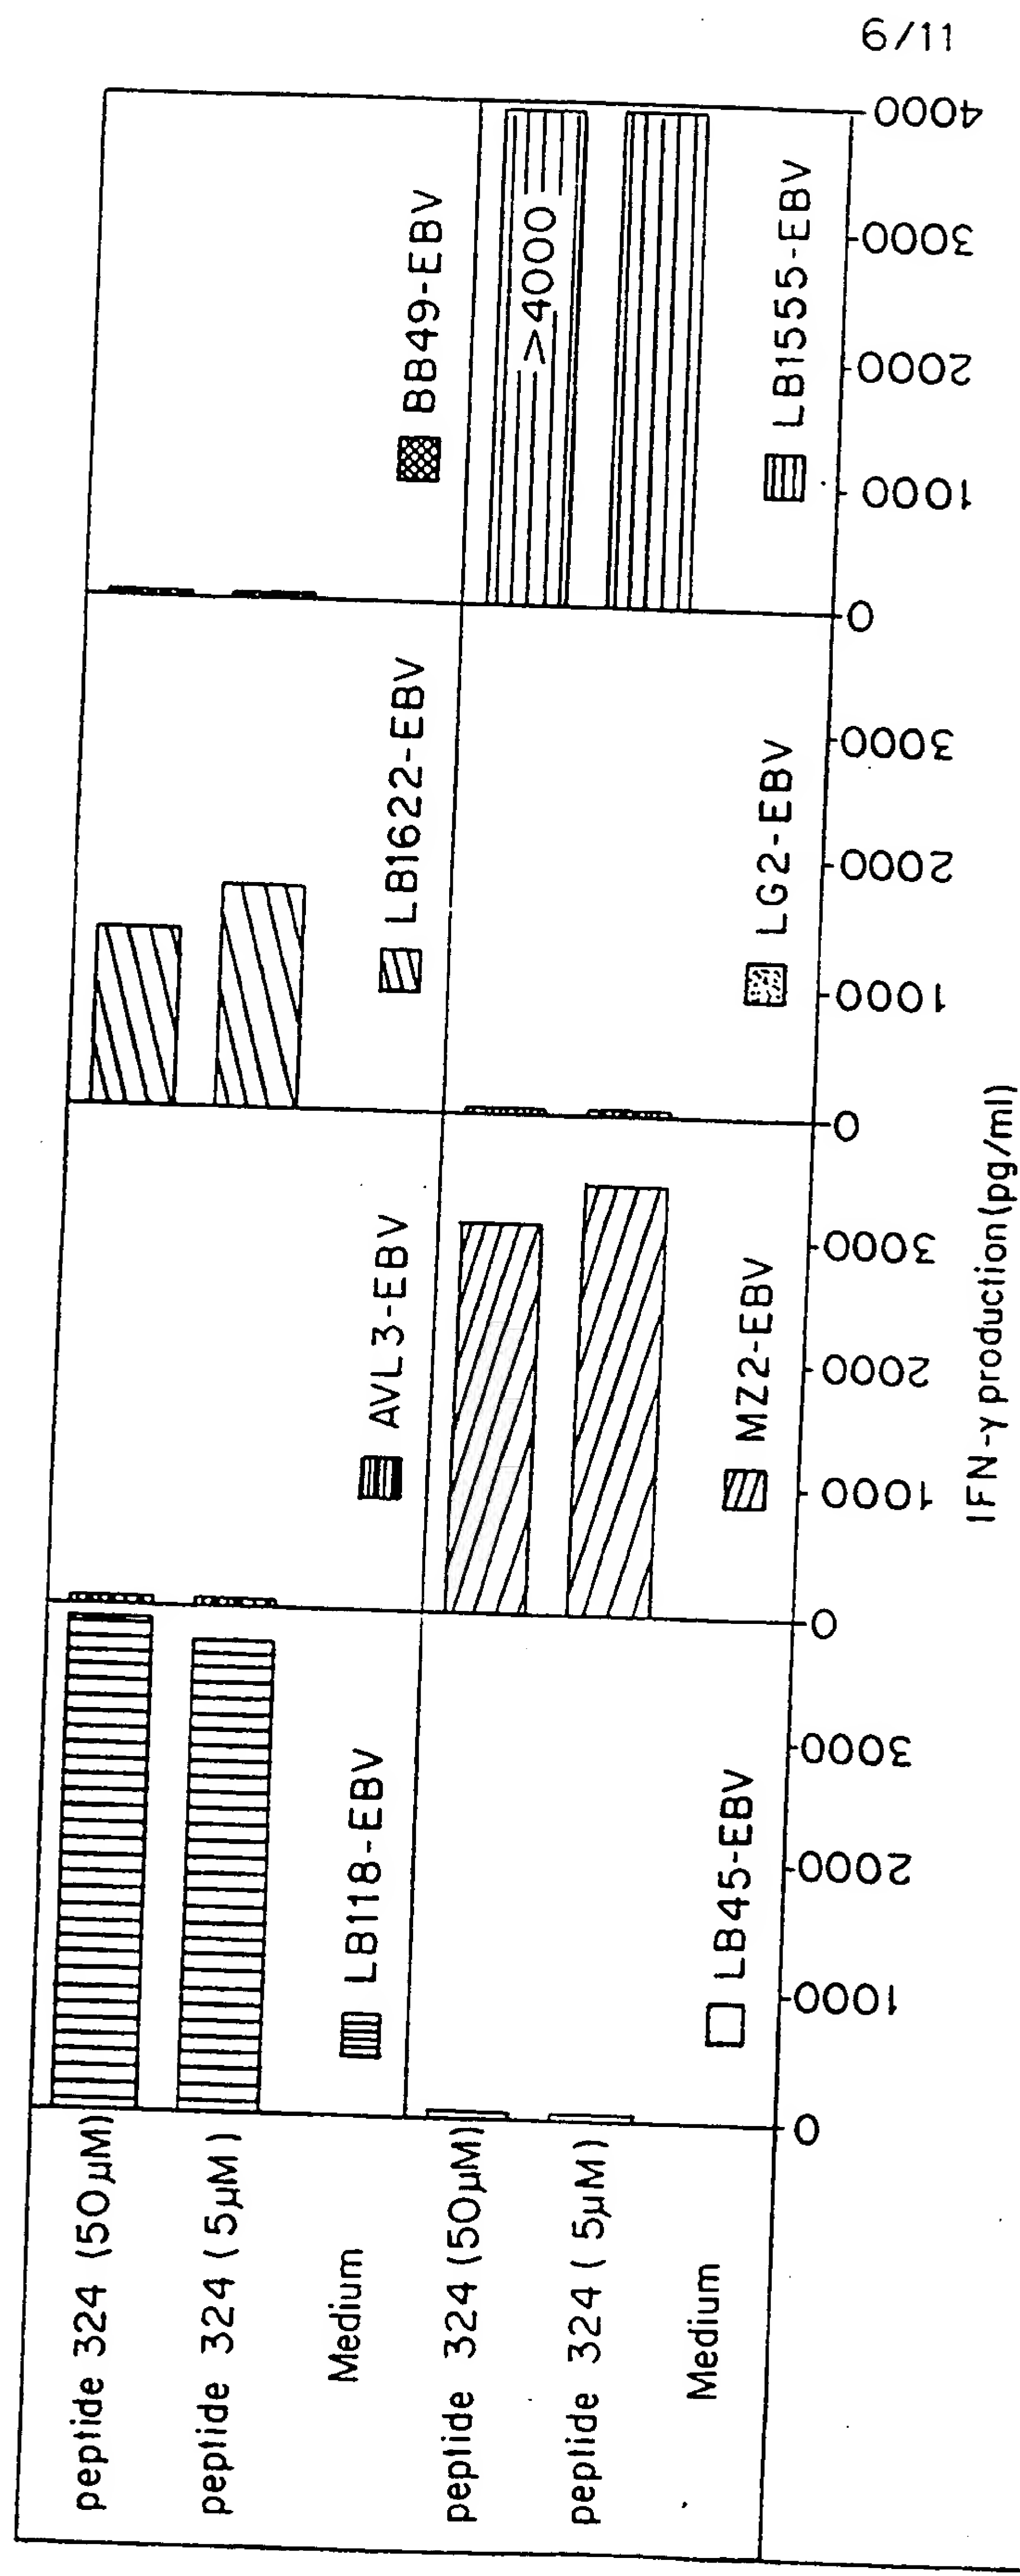 6/11
peptide 324 (50µM)
peptide 324 (5µM)
Medium
LB118-EBV
AVL3-EBV
LB1622-EBV
BB49-EBV
peptide 324 (50µM)
peptide 324 (5µM)
Medium
LB45-EBV
MZ2-EBV
LG2-EBV
>4000
LB1555-EBV
0 1000 2000 3000 0 1000 2000 3000 0 1000 2000 3000 0 1000 2000 3000 4000
IFN-γ production (pg/ml)